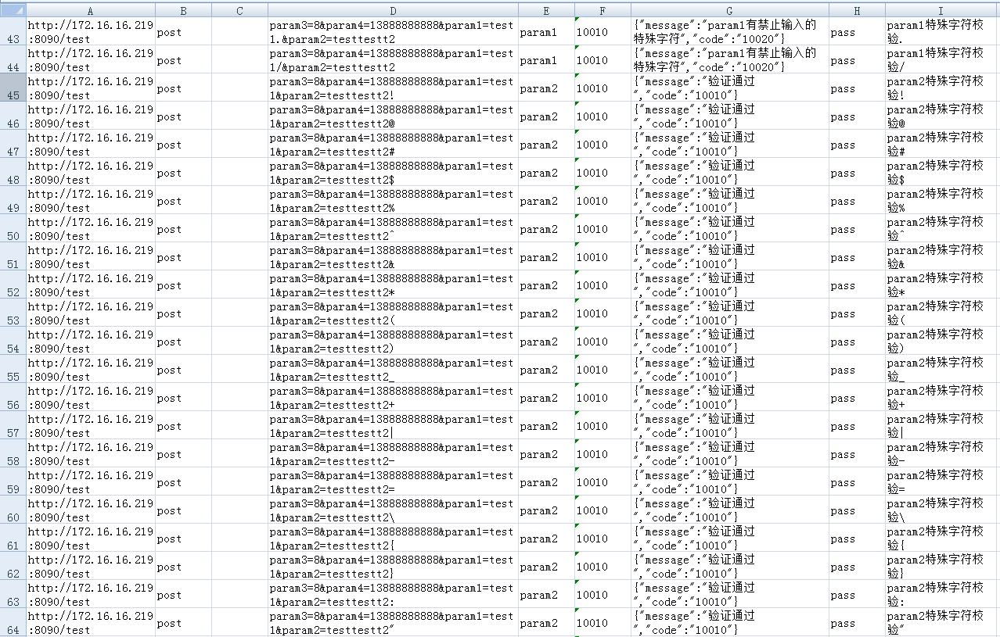 A B C D E F G H I
43 http://172.16.16.219:8090/test post param3=8&param4=13888888888&param1=test1.&param2=testtestt2 param1 10010 {"message":"param1有禁止输入的特殊字符","code":"10020"} pass param1特殊字符校验.
44 http://172.16.16.219:8090/test post param3=8&param4=13888888888&param1=test1/&param2=testtestt2 param1 10010 {"message":"param1有禁止输入的特殊字符","code":"10020"} pass param1特殊字符校验/
45 http://172.16.16.219:8090/test post param3=8&param4=13888888888&param1=test1&param2=testtestt2! param2 10010 {"message":"验证通过","code":"10010"} pass param2特殊字符校验!
46 http://172.16.16.219:8090/test post param3=8&param4=13888888888&param1=test1&param2=testtestt2@ param2 10010 {"message":"验证通过","code":"10010"} pass param2特殊字符校验@
47 http://172.16.16.219:8090/test post param3=8&param4=13888888888&param1=test1&param2=testtestt2# param2 10010 {"message":"验证通过","code":"10010"} pass param2特殊字符校验#
48 http://172.16.16.219:8090/test post param3=8&param4=13888888888&param1=test1&param2=testtestt2$ param2 10010 {"message":"验证通过","code":"10010"} pass param2特殊字符校验$
49 http://172.16.16.219:8090/test post param3=8&param4=13888888888&param1=test1&param2=testtestt2% param2 10010 {"message":"验证通过","code":"10010"} pass param2特殊字符校验%
50 http://172.16.16.219:8090/test post param3=8&param4=13888888888&param1=test1&param2=testtestt2^ param2 10010 {"message":"验证通过","code":"10010"} pass param2特殊字符校验^
51 http://172.16.16.219:8090/test post param3=8&param4=13888888888&param1=test1&param2=testtestt2& param2 10010 {"message":"验证通过","code":"10010"} pass param2特殊字符校验&
52 http://172.16.16.219:8090/test post param3=8&param4=13888888888&param1=test1&param2=testtestt2* param2 10010 {"message":"验证通过","code":"10010"} pass param2特殊字符校验*
53 http://172.16.16.219:8090/test post param3=8&param4=13888888888&param1=test1&param2=testtestt2( param2 10010 {"message":"验证通过","code":"10010"} pass param2特殊字符校验(
54 http://172.16.16.219:8090/test post param3=8&param4=13888888888&param1=test1&param2=testtestt2) param2 10010 {"message":"验证通过","code":"10010"} pass param2特殊字符校验)
55 http://172.16.16.219:8090/test post param3=8&param4=13888888888&param1=test1&param2=testtestt2_ param2 10010 {"message":"验证通过","code":"10010"} pass param2特殊字符校验_
56 http://172.16.16.219:8090/test post param3=8&param4=13888888888&param1=test1&param2=testtestt2+ param2 10010 {"message":"验证通过","code":"10010"} pass param2特殊字符校验+
57 http://172.16.16.219:8090/test post param3=8&param4=13888888888&param1=test1&param2=testtestt2| param2 10010 {"message":"验证通过","code":"10010"} pass param2特殊字符校验|
58 http://172.16.16.219:8090/test post param3=8&param4=13888888888&param1=test1&param2=testtestt2- param2 10010 {"message":"验证通过","code":"10010"} pass param2特殊字符校验-
59 http://172.16.16.219:8090/test post param3=8&param4=13888888888&param1=test1&param2=testtestt2= param2 10010 {"message":"验证通过","code":"10010"} pass param2特殊字符校验=
60 http://172.16.16.219:8090/test post param3=8&param4=13888888888&param1=test1&param2=testtestt2\ param2 10010 {"message":"验证通过","code":"10010"} pass param2特殊字符校验\
61 http://172.16.16.219:8090/test post param3=8&param4=13888888888&param1=test1&param2=testtestt2{ param2 10010 {"message":"验证通过","code":"10010"} pass param2特殊字符校验{
62 http://172.16.16.219:8090/test post param3=8&param4=13888888888&param1=test1&param2=testtestt2} param2 10010 {"message":"验证通过","code":"10010"} pass param2特殊字符校验}
63 http://172.16.16.219:8090/test post param3=8&param4=13888888888&param1=test1&param2=testtestt2: param2 10010 {"message":"验证通过","code":"10010"} pass param2特殊字符校验:
64 http://172.16.16.219:8090/test post param3=8&param4=13888888888&param1=test1&param2=testtestt2" param2 10010 {"message":"验证通过","code":"10010"} pass param2特殊字符校验"